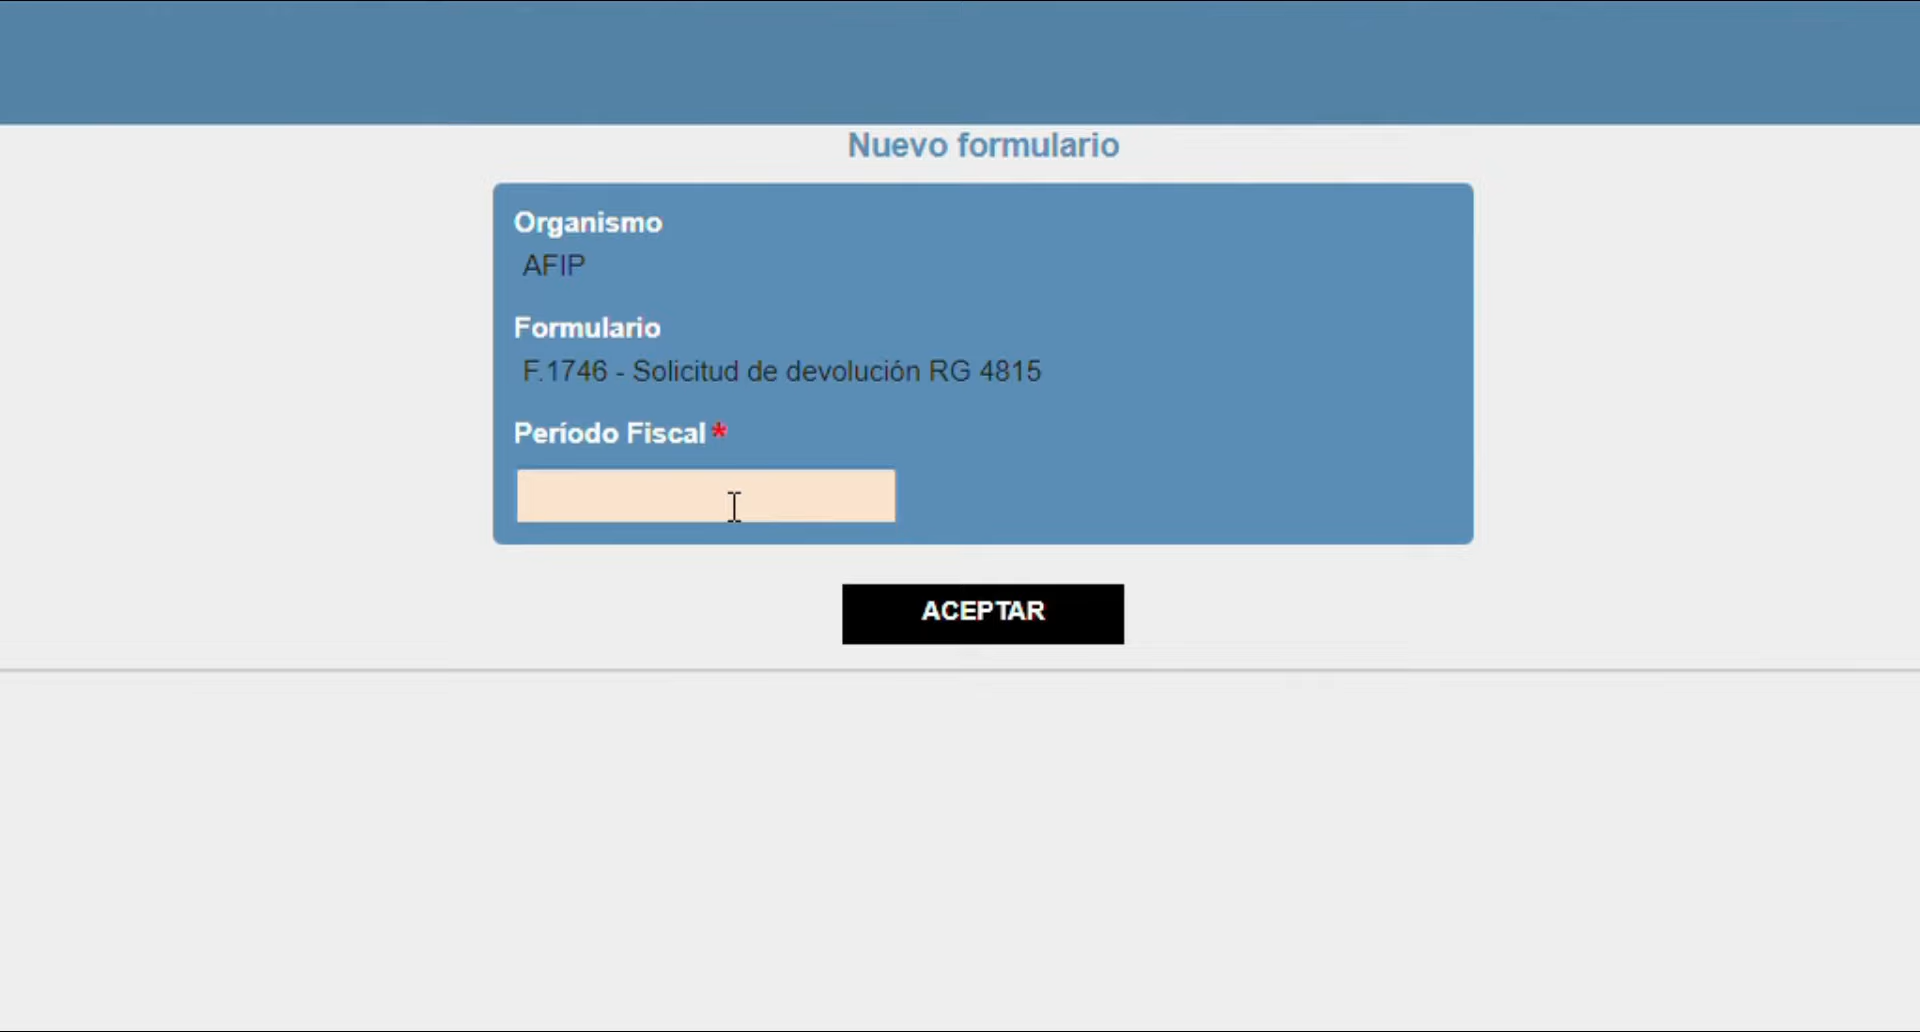 Nuevo formulario
Organismo
AFIP
Formulario
F.1746 - Solicitud de devolución RG 4815
Período Fiscal *
ACEPTAR